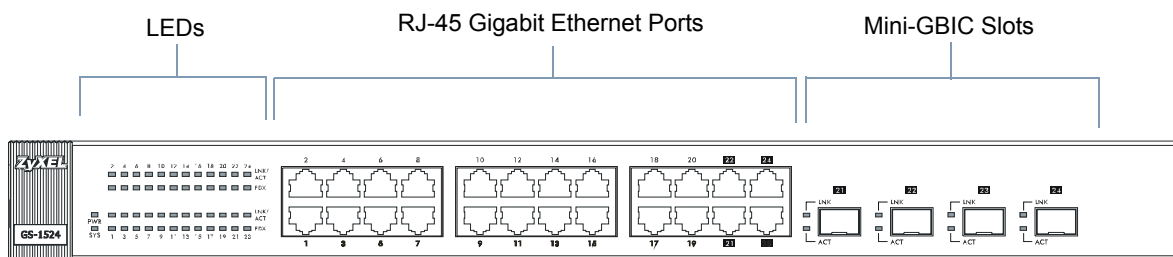 LEDs
RJ-45 Gigabit Ethernet Ports
Mini-GBIC Slots
ZyXEL
2 4 6 8 10 12 14 16 18 20 22 24
LNK/
ACT
FDX
LNK/
ACT
FDX
PWR
SYS
1 3 5 7 9 11 13 15 17 19 21 23
GS-1524
2 4 6 8
10 12 14 16
18 20 22 24
1 3 5 7
9 11 13 15
17 19 21
21 22 23 24
LNK LNK LNK LNK
ACT ACT ACT ACT